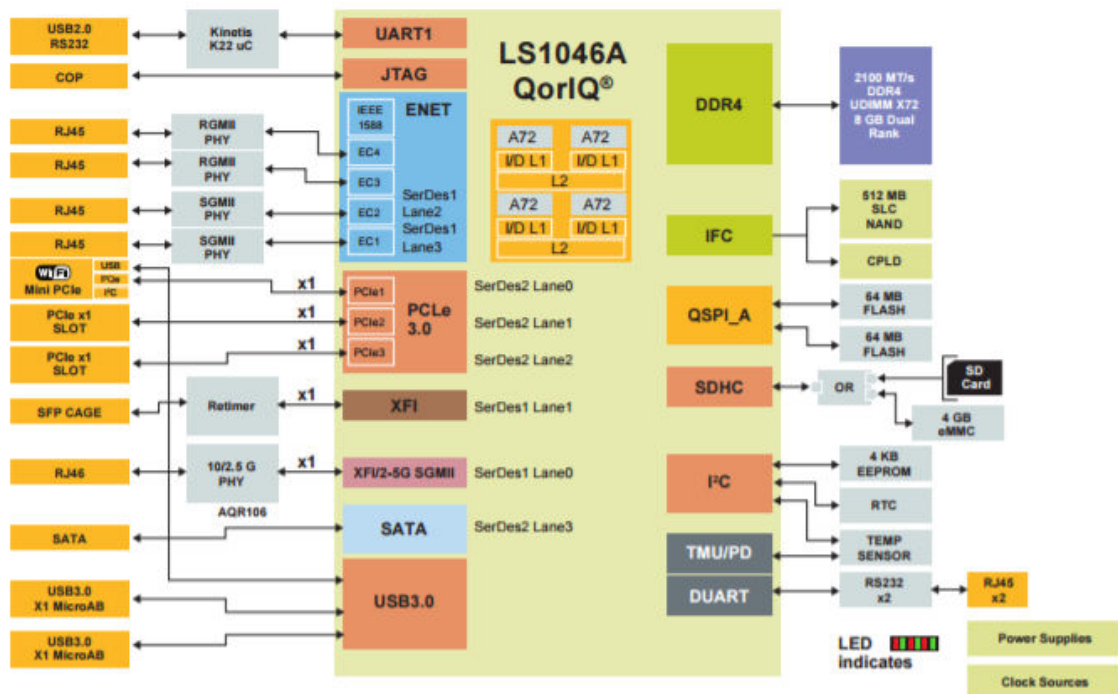 USB2.0
RS232
Kinetis
K22 uC
UART1
COP
JTAG
LS1046A
QorIQ®
IEEE
1588
ENET
RJ45
RGMII
PHY
EC4
RJ45
RGMII
PHY
EC3
RJ45
SGMII
PHY
EC2
SerDes1
Lane2
RJ45
SGMII
PHY
EC1
SerDes1
Lane3
A72
A72
I/D L1
I/D L1
L2
A72
A72
I/D L1
I/D L1
L2
WiFi
Mini PCIe
USB
PCIe
I²C
x1
PCIe1
PCLe
3.0
SerDes2 Lane0
PCIe x1
SLOT
x1
PCIe2
SerDes2 Lane1
PCIe x1
SLOT
x1
PCIe3
SerDes2 Lane2
SFP CAGE
Retimer
x1
XFI
SerDes1 Lane1
RJ46
10/2.5 G
PHY
AQR106
x1
XFI/2-5G SGMII
SerDes1 Lane0
SATA
SATA
SerDes2 Lane3
USB3.0
X1 MicroAB
USB3.0
USB3.0
X1 MicroAB
DDR4
2100 MT/s
DDR4
UDIMM X72
8 GB Dual
Rank
IFC
512 MB
SLC
NAND
CPLD
QSPI_A
64 MB
FLASH
64 MB
FLASH
SDHC
OR
SD
Card
4 GB
eMMC
I²C
4 KB
EEPROM
RTC
TEMP
SENSOR
TMU/PD
DUART
RS232
x2
RJ45
x2
LED
indicates
Power Supplies
Clock Sources